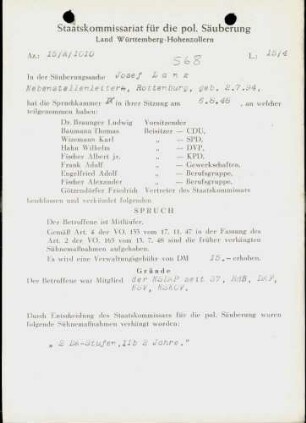 Staatskommissariat für die pol. Säuberung
Land Württemberg-Hohenzollern
Nr.: 15/A/1010
L.: 15/4
568
In der Säuberungssache Josef Lanz
Nebenstellenleiter, Rottenburg, geb. 2.7.94,
hat die Spruchkammer IV in ihrer Sitzung am 6.8.48, an welcher
teilgenommen haben:
Dr. Braunger Ludwig Vorsitzender
Baumann Thomas Beisitzer — CDU,
Wizemann Karl „ — SPD,
Hahn Wilhelm „ — DVP,
Fischer Albert jr. „ — KPD,
Frank Adolf „ — Gewerkschaften,
Engelfried Adolf „ — Berufsgruppe,
Fischer Alexander „ — Berufsgruppe,
Götzendörfer Friedrich Vertreter des Staatskommissars
beschlossen und verkündet folgenden
SPRUCH
Der Betroffene ist Mitläufer.
Gemäß Art. 4 der VO. 133 vom 17. 11. 47 in der Fassung des
Art. 2 der VO. 165 vom 13. 7. 48 sind die früher verhängten
Sühnemaßnahmen aufgehoben.
Es wird eine Verwaltungsgebühr von DM 15,- erhoben.
Gründe
Der Betroffene war Mitglied der NSDAP seit 37, RdB, DAF,
NSV, NSKOV.
Durch Entscheidung des Staatskommissars für die pol. Säuberung waren
folgende Sühnemaßnahmen verhängt worden:
„2 DA-Stufen, IIb 2 Jahre."